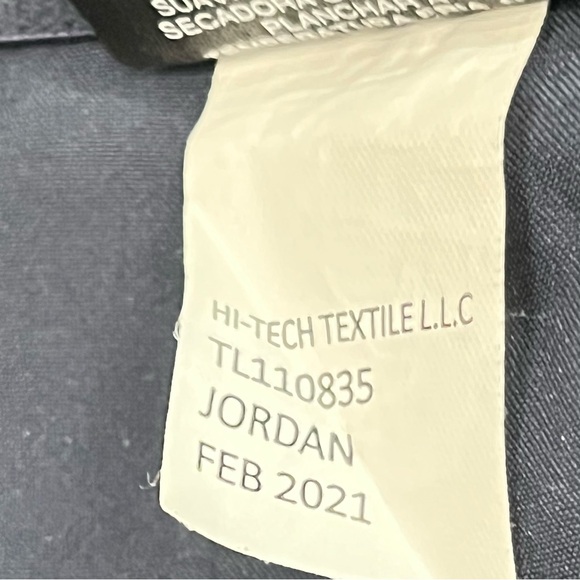 SECADORA
PLANCHAR
HI-TECH TEXTILE L.L.C
TL110835
JORDAN
FEB 2021